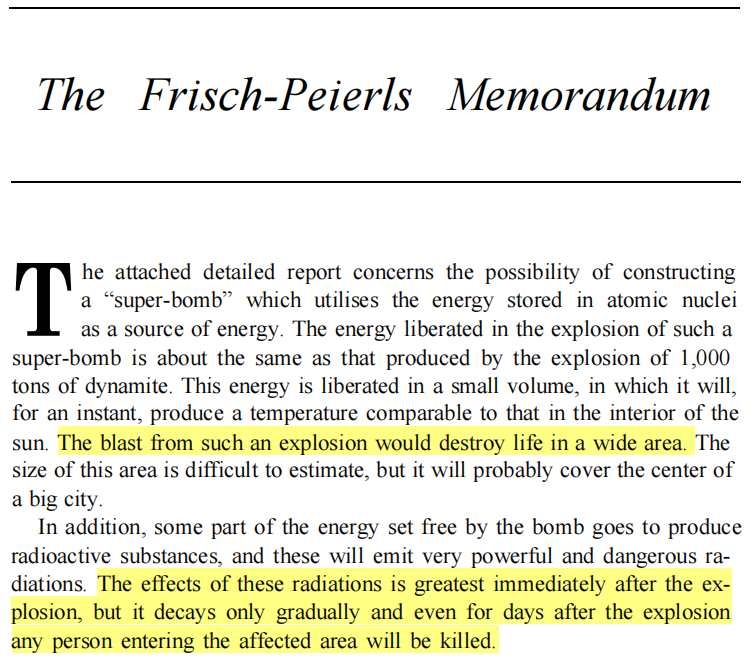 The Frisch-Peierls Memorandum
The attached detailed report concerns the possibility of constructing
a “super-bomb” which utilises the energy stored in atomic nuclei
as a source of energy. The energy liberated in the explosion of such a
super-bomb is about the same as that produced by the explosion of 1,000
tons of dynamite. This energy is liberated in a small volume, in which it will,
for an instant, produce a temperature comparable to that in the interior of the
sun. The blast from such an explosion would destroy life in a wide area. The
size of this area is difficult to estimate, but it will probably cover the center of
a big city.
In addition, some part of the energy set free by the bomb goes to produce
radioactive substances, and these will emit very powerful and dangerous ra-
diations. The effects of these radiations is greatest immediately after the ex-
plosion, but it decays only gradually and even for days after the explosion
any person entering the affected area will be killed.